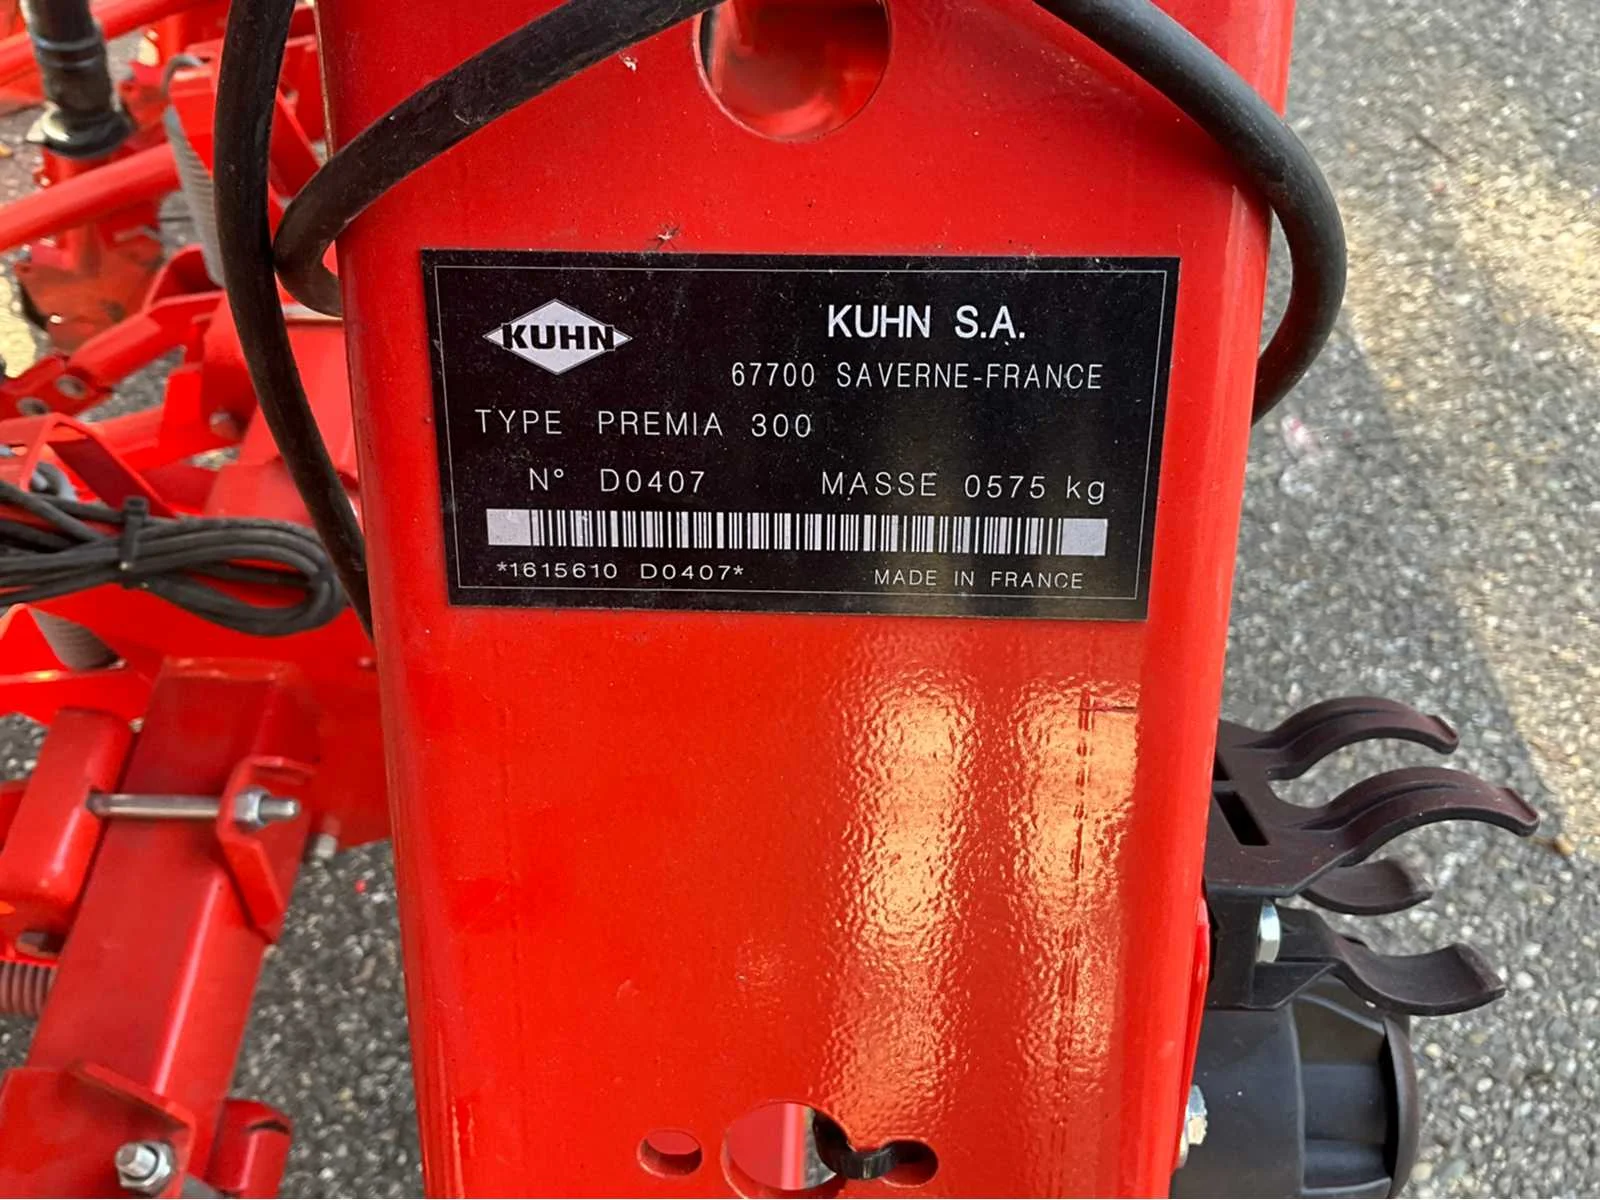 KUHN
KUHN S.A.
67700 SAVERNE-FRANCE
TYPE PREMIA 300
N° D0407 MASSE 0575 kg
*1615610 D0407* MADE IN FRANCE